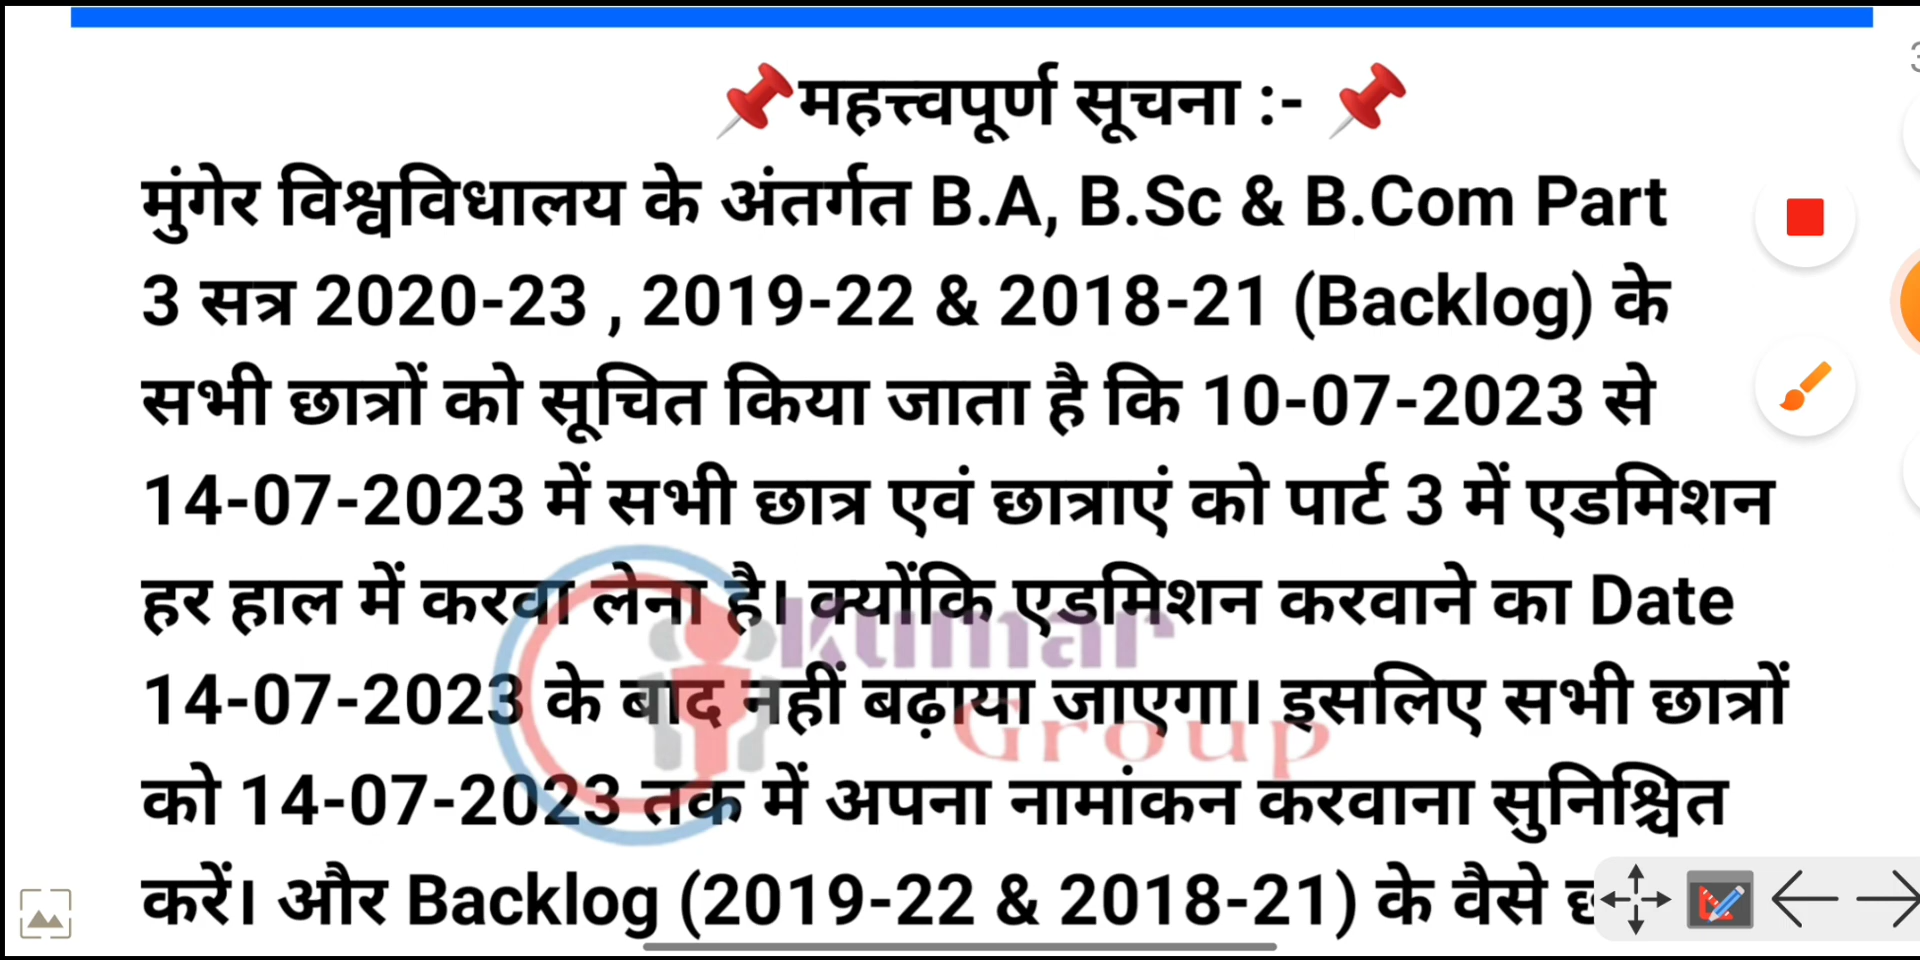 📌महत्त्वपूर्ण सूचना :- 📌
मुंगेर विश्वविधालय के अंतर्गत B.A, B.Sc & B.Com Part
3 सत्र 2020-23 , 2019-22 & 2018-21 (Backlog) के
सभी छात्रों को सूचित किया जाता है कि 10-07-2023 से
14-07-2023 में सभी छात्र एवं छात्राएं को पार्ट 3 में एडमिशन
हर हाल में करवा लेना है। क्योंकि एडमिशन करवाने का Date
kumar
14-07-2023 के बाद नहीं बढ़ाया जाएगा। इसलिए सभी छात्रों
Group
को 14-07-2023 तक में अपना नामांकन करवाना सुनिश्चित
करें। और Backlog (2019-22 & 2018-21) के वैसे